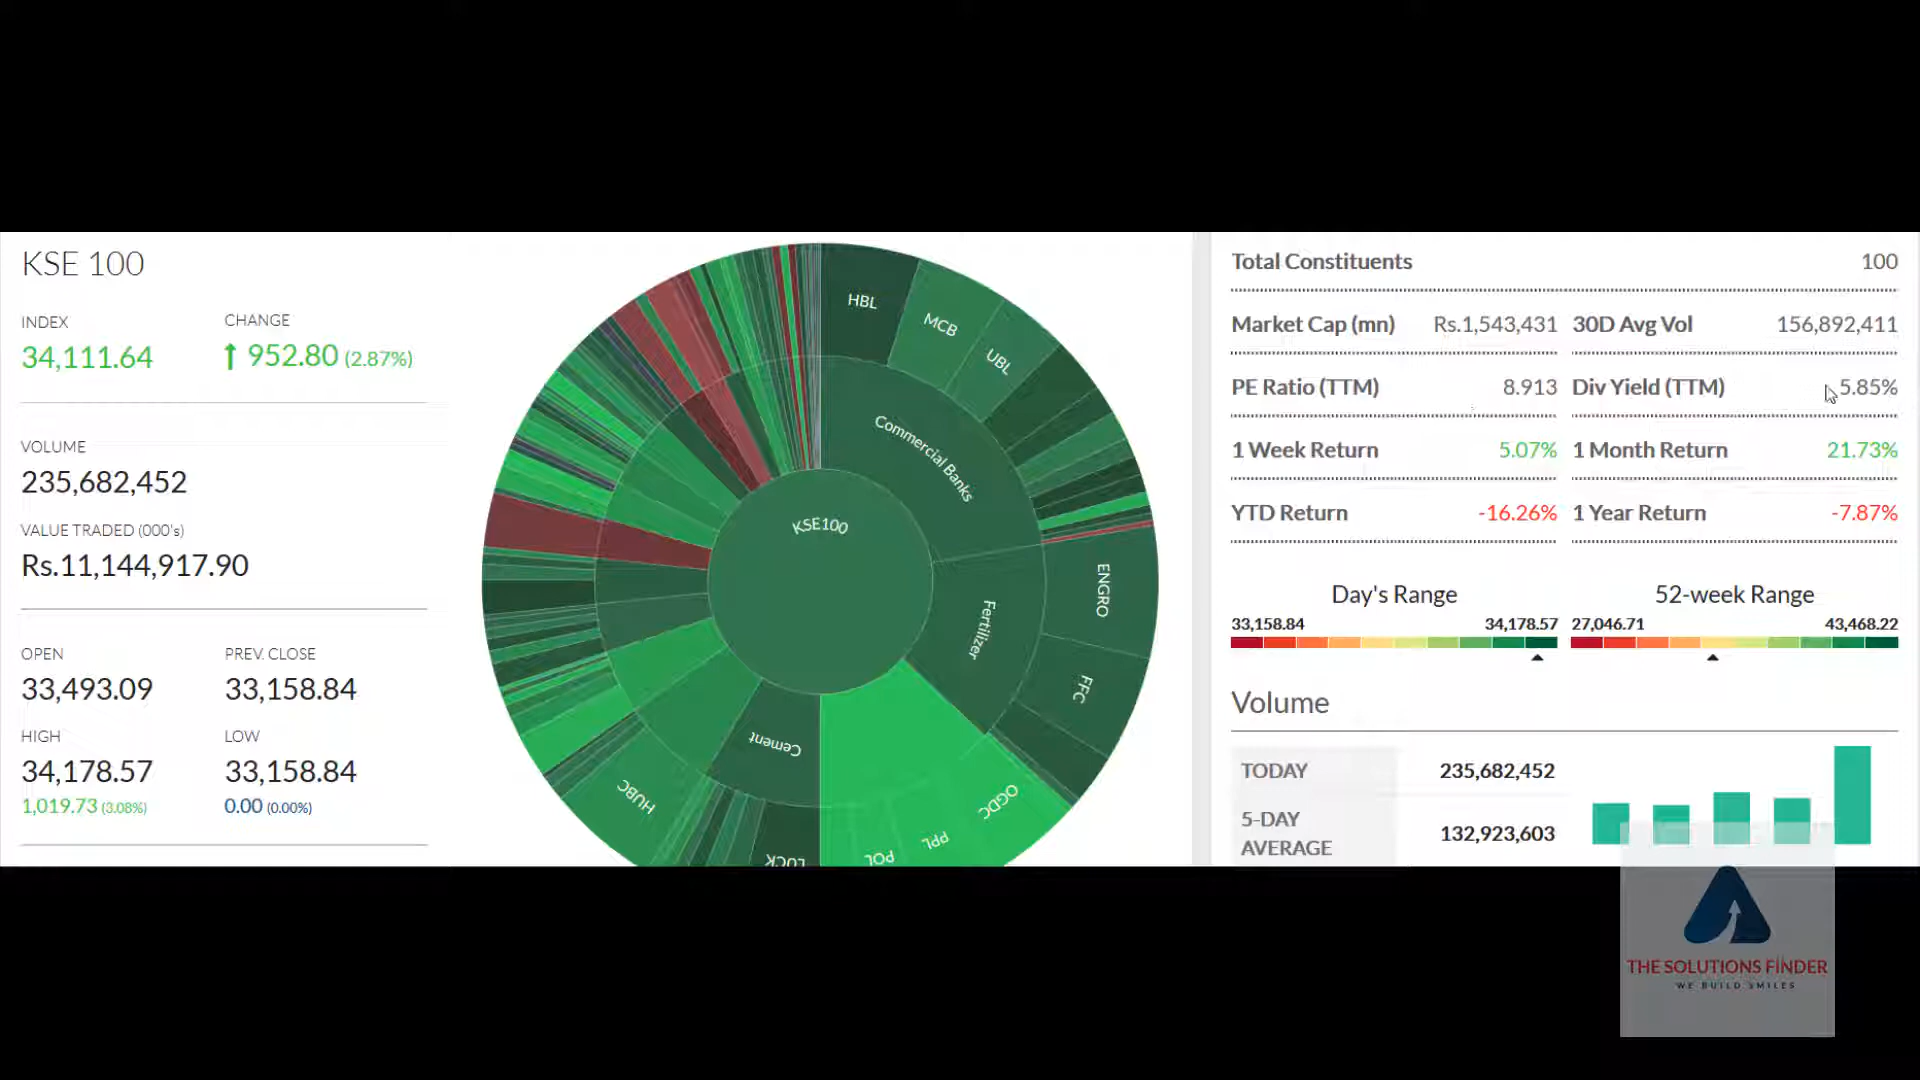 KSE 100
INDEX
34,111.64
CHANGE
952.80 (2.87%)
VOLUME
235,682,452
VALUE TRADED (000's)
Rs.11,144,917.90
OPEN
33,493.09
PREV. CLOSE
33,158.84
HIGH
34,178.57
1,019.73 (3.08%)
LOW
33,158.84
0.00 (0.00%)
HBL
MCB
UBL
Commercial Banks
KSE100
ENGRO
Fertilizer
FFC
Cement
OGDC
PPL
POL
LUCK
HUBC
Total Constituents 100
Market Cap (mn) Rs.1,543,431 30D Avg Vol 156,892,411
PE Ratio (TTM) 8.913 Div Yield (TTM) 5.85%
1 Week Return 5.07% 1 Month Return 21.73%
YTD Return -16.26% 1 Year Return -7.87%
Day's Range 52-week Range
33,158.84 34,178.57 27,046.71 43,468.22
Volume
TODAY 235,682,452
5-DAY
AVERAGE 132,923,603
THE SOLUTIONS FINDER
WE BUILD SMILES